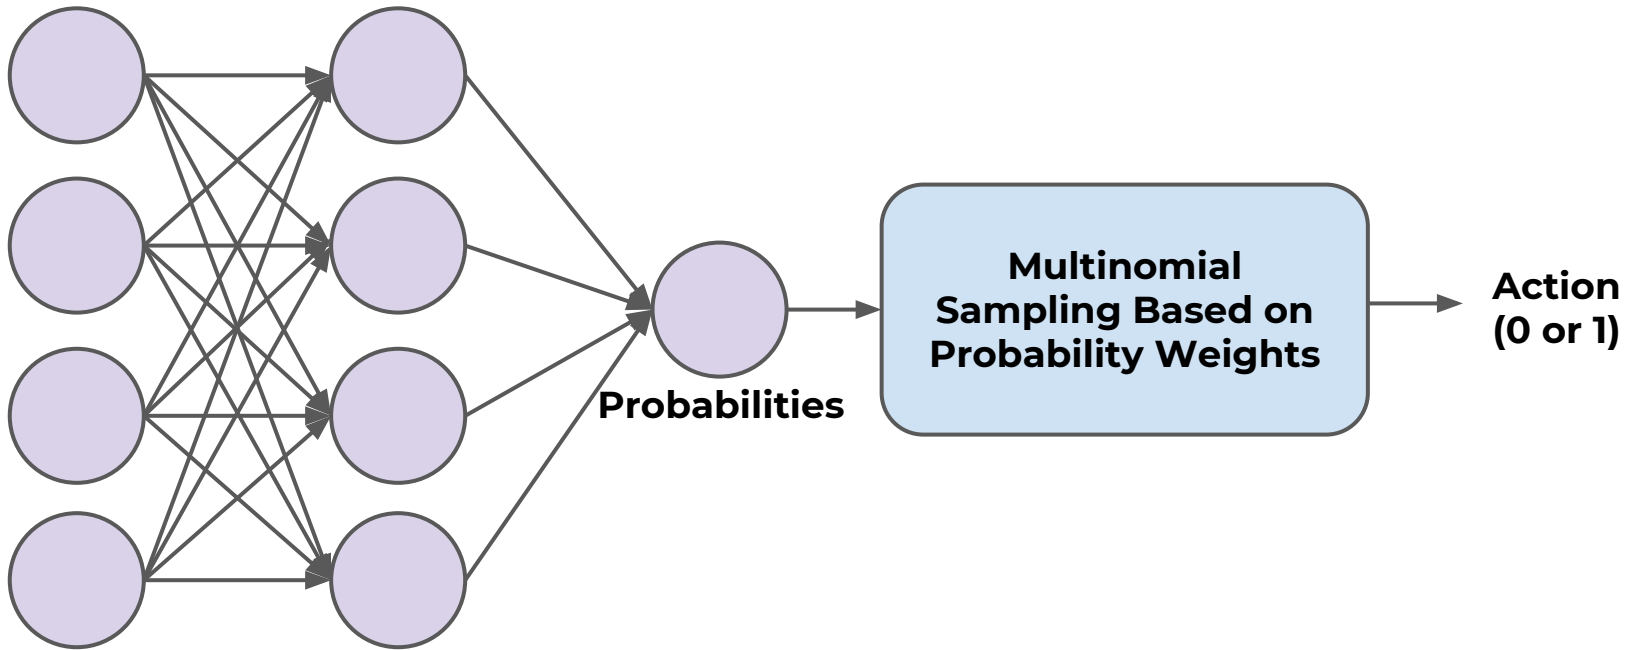 Probabilities
Multinomial
Sampling Based on
Probability Weights
Action
(0 or 1)